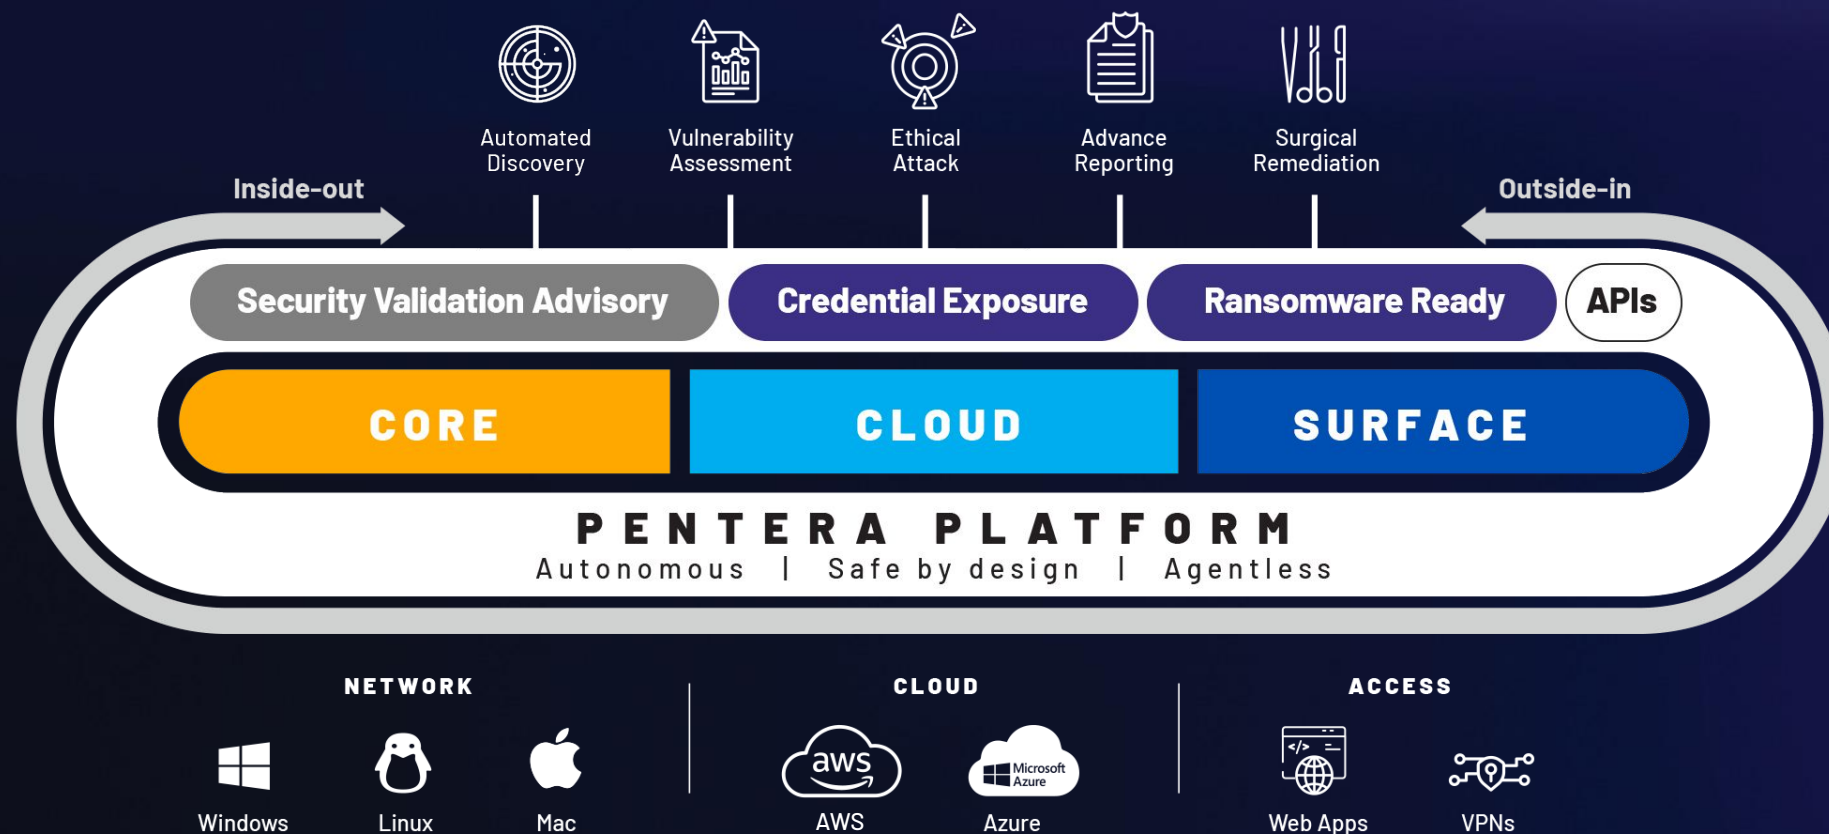 Automated
Discovery
Vulnerability
Assessment
Ethical
Attack
Advance
Reporting
Surgical
Remediation
Inside-out
Outside-in
Security Validation Advisory
Credential Exposure
Ransomware Ready
APIs
CORE
CLOUD
SURFACE
PENTERA PLATFORM
Autonomous | Safe by design | Agentless
NETWORK
CLOUD
ACCESS
aws
Microsoft
Azure
</>
Windows
Linux
Mac
AWS
Azure
Web Apps
VPNs